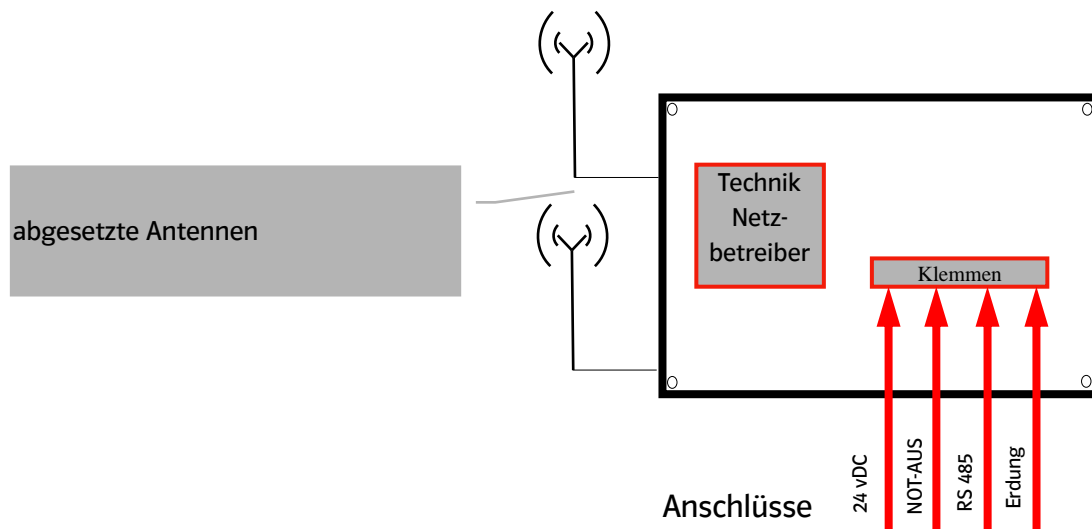 abgesetzte Antennen
Technik
Netz-
betreiber
Klemmen
Anschlüsse
24 vDC
NOT-AUS
RS 485
Erdung